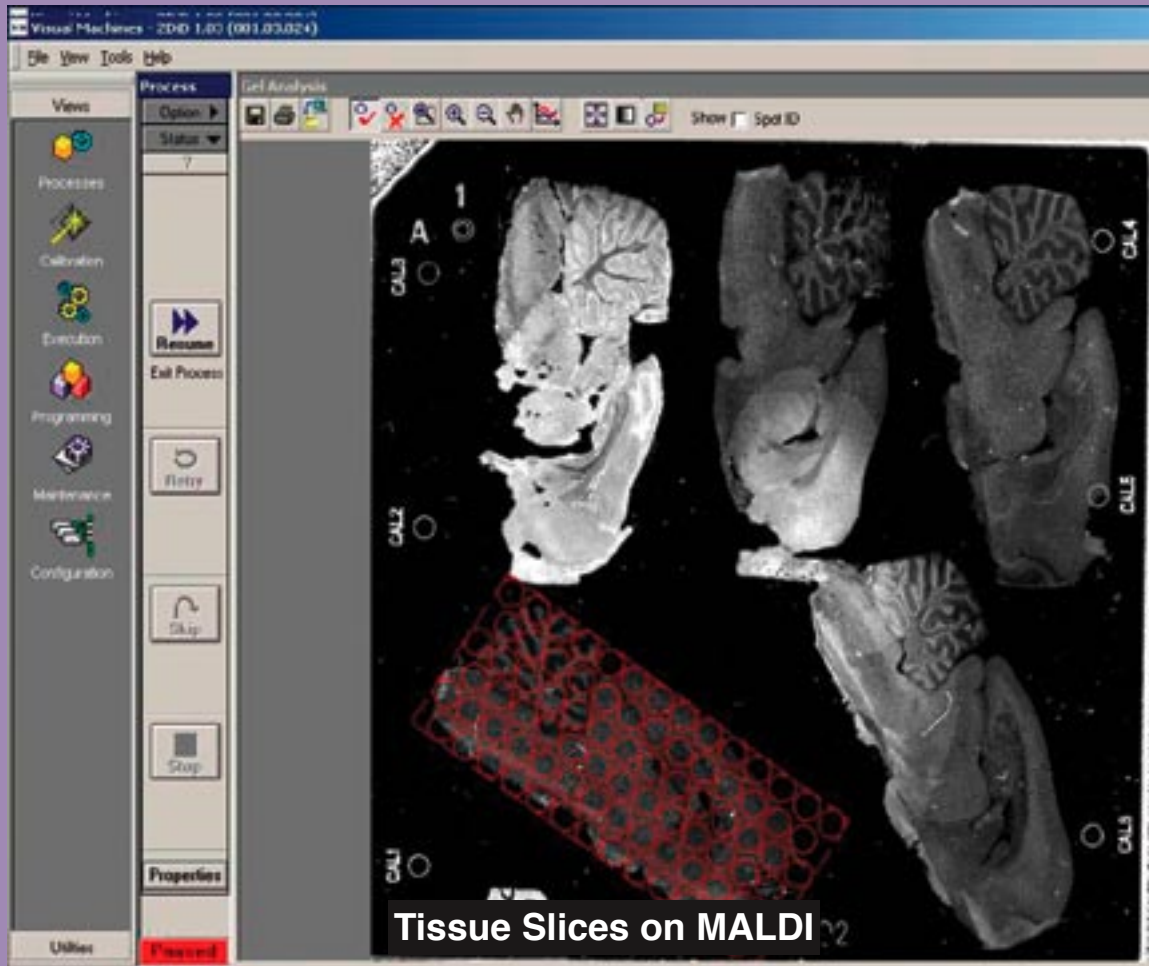 Visual Machines - 2DiD 1.03 (001.03.024)
File View Tools Help
Views
Processes
Calibration
Execution
Programming
Maintenance
Configuration
Utilities
Process
Option
Status
7
Resume
Exit Process
Retry
Skip
Stop
Properties
Paused
Gel Analysis
Show Spot ID
1
A
CAL3
CAL2
CAL1
CAL4
CAL5
Tissue Slices on MALDI